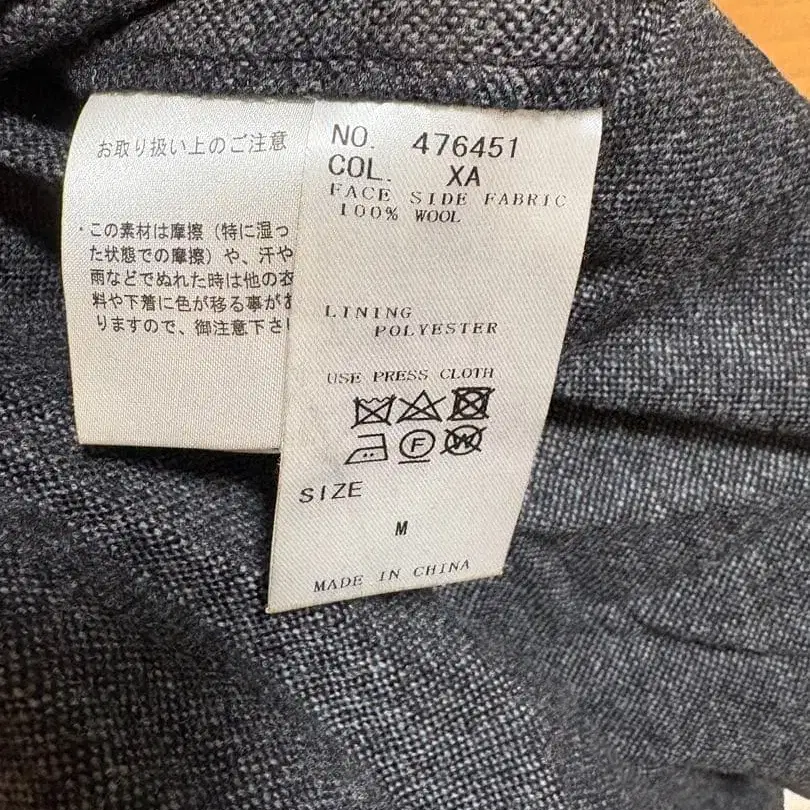 お取り扱い上のご注意
・この素材は摩擦(特に湿っ
た状態での摩擦)や、汗や
雨などでぬれた時は他の衣
料や下着に色が移る事がお
りますので、御注意下さい
NO. 476451
COL. XA
FACE SIDE FABRIC
100% WOOL
LINING
POLYESTER
USE PRESS CLOTH
F
W
SIZE
M
MADE IN CHINA